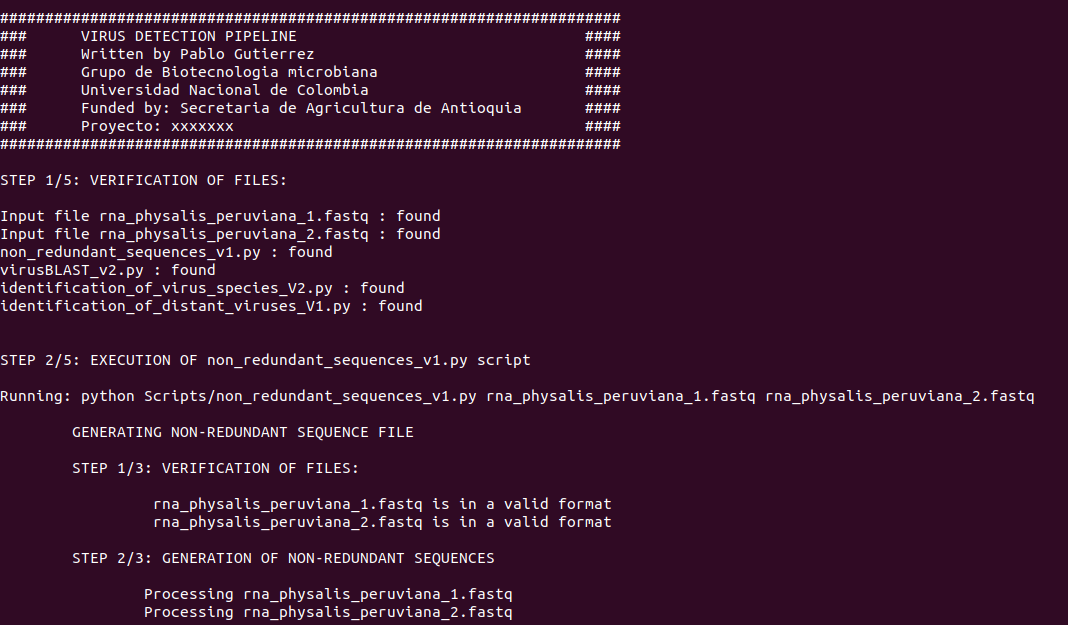 #####################################################################
###      VIRUS DETECTION PIPELINE                                ####
###      Written by Pablo Gutierrez                              ####
###      Grupo de Biotecnologia microbiana                       ####
###      Universidad Nacional de Colombia                        ####
###      Funded by: Secretaria de Agricultura de Antioquia       ####
###      Proyecto: xxxxxxx                                       ####
#####################################################################

STEP 1/5: VERIFICATION OF FILES:

Input file rna_physalis_peruviana_1.fastq : found
Input file rna_physalis_peruviana_2.fastq : found
non_redundant_sequences_v1.py : found
virusBLAST_v2.py : found
identification_of_virus_species_V2.py : found
identification_of_distant_viruses_V1.py : found


STEP 2/5: EXECUTION OF non_redundant_sequences_v1.py script

Running: python Scripts/non_redundant_sequences_v1.py rna_physalis_peruviana_1.fastq rna_physalis_peruviana_2.fastq

        GENERATING NON-REDUNDANT SEQUENCE FILE

        STEP 1/3: VERIFICATION OF FILES:

                 rna_physalis_peruviana_1.fastq is in a valid format
                 rna_physalis_peruviana_2.fastq is in a valid format

        STEP 2/3: GENERATION OF NON-REDUNDANT SEQUENCES

                Processing rna_physalis_peruviana_1.fastq
                Processing rna_physalis_peruviana_2.fastq